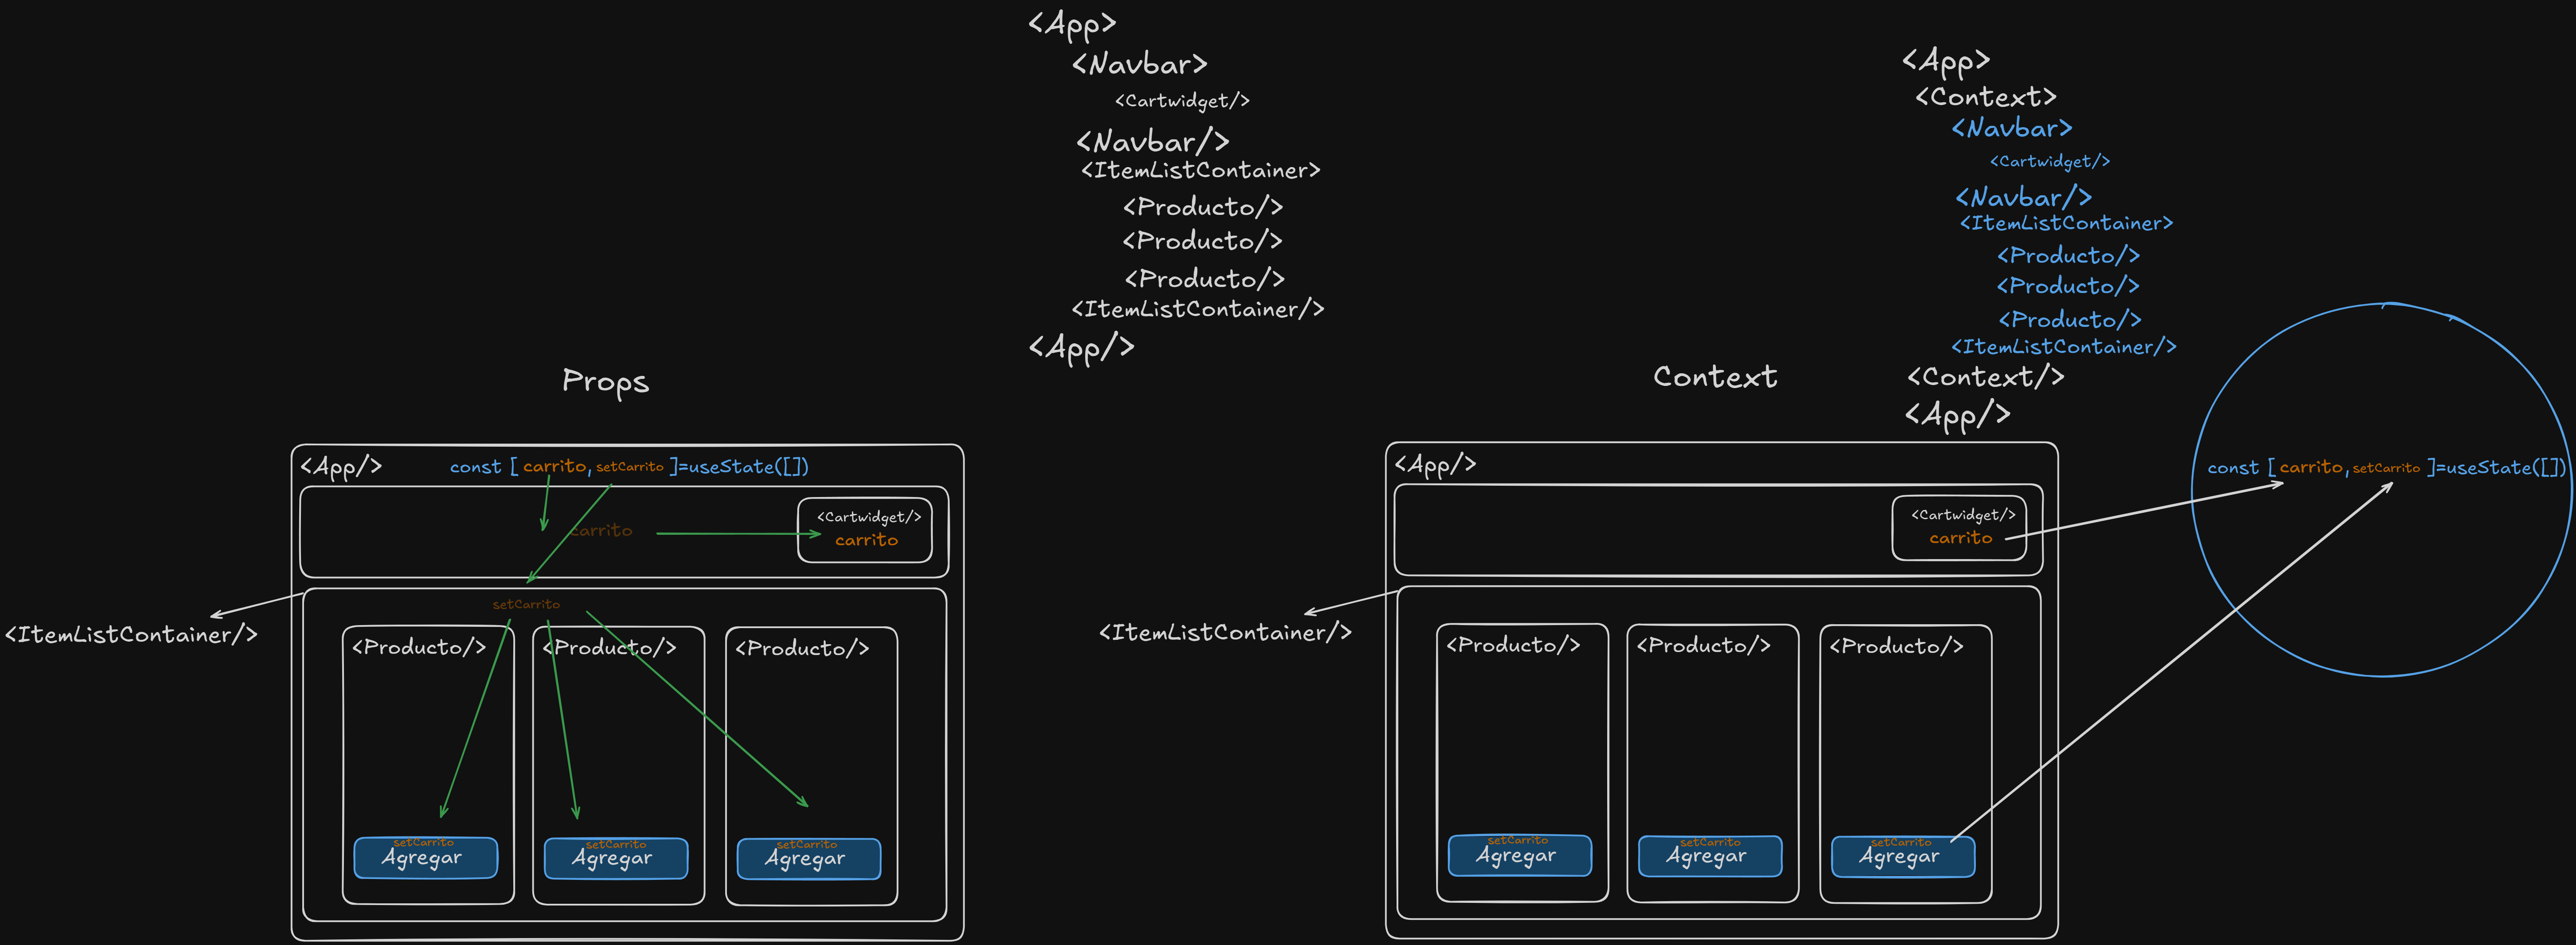 <App>
<Navbar>
<Cartwidget/>
<Navbar/>
<ItemListContainer>
<Producto/>
<Producto/>
<Producto/>
<ItemListContainer/>
<App/>
<App>
<Context>
<Navbar>
<Cartwidget/>
<Navbar/>
<ItemListContainer>
<Producto/>
<Producto/>
<Producto/>
<ItemListContainer/>
<Context/>
<App/>
Props
<App/>
const [carrito,setCarrito]=useState([])
carrito
<Cartwidget/>
carrito
<ItemListContainer/>
setCarrito
<Producto/>
<Producto/>
<Producto/>
setCarrito
Agregar
setCarrito
Agregar
setCarrito
Agregar
Context
<App/>
<Cartwidget/>
carrito
<ItemListContainer/>
<Producto/>
<Producto/>
<Producto/>
setCarrito
Agregar
setCarrito
Agregar
setCarrito
Agregar
const [carrito,setCarrito]=useState([])